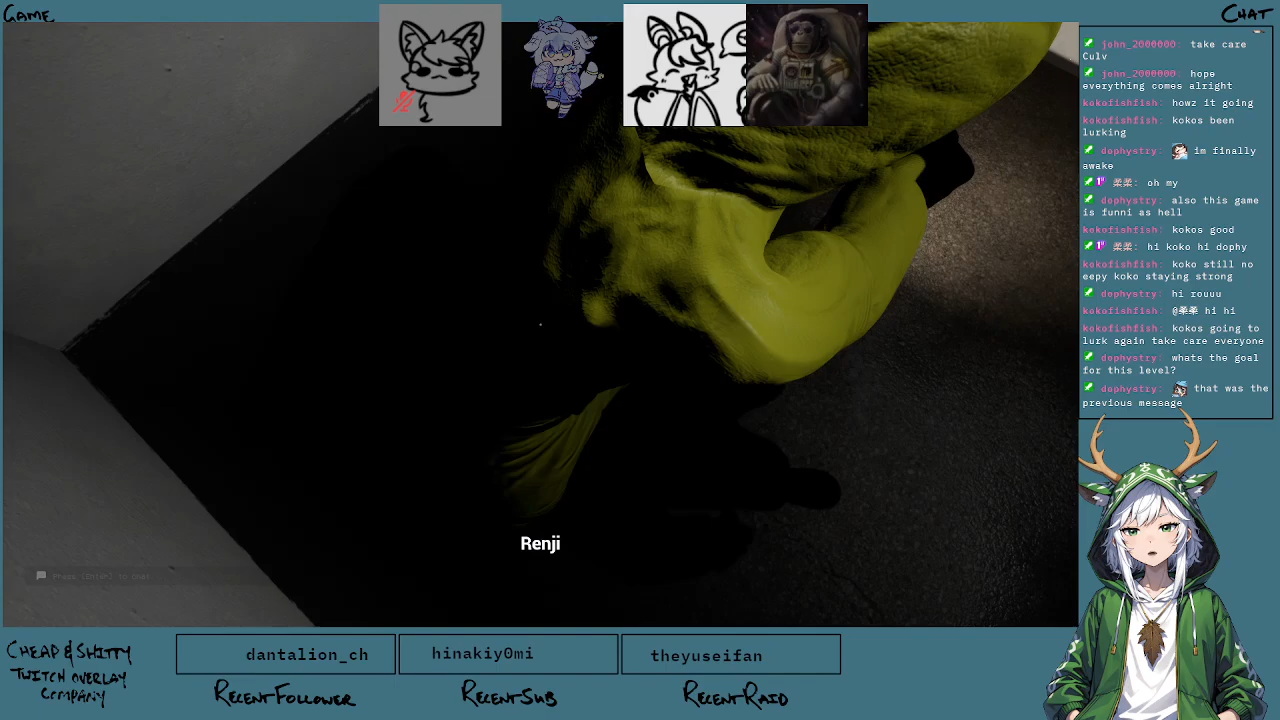 GAME
CHAT
john_2000000: take care
Culv
john_2000000: hope
everything comes alright
kokofishfish: howz it going
kokofishfish: kokos been
lurking
dophystry: im finally
awake
柔柔: oh my
dophystry: also this game
is funni as hell
kokofishfish: kokos good
柔柔: hi koko hi dophy
kokofishfish: koko still no
eepy koko staying strong
dophystry: hi rouuu
kokofishfish: @柔柔 hi hi
kokofishfish: kokos going to
lurk again take care everyone
dophystry: whats the goal
for this level?
dophystry: that was the
previous message
Renji
Press [Enter] to chat
CHEAP & SHITTY
TWITCH OVERLAY
COMPANY
dantalion_ch
hinakiy0mi
theyuseifan
RECENT FOLLOWER
RECENT SUB
RECENT RAID